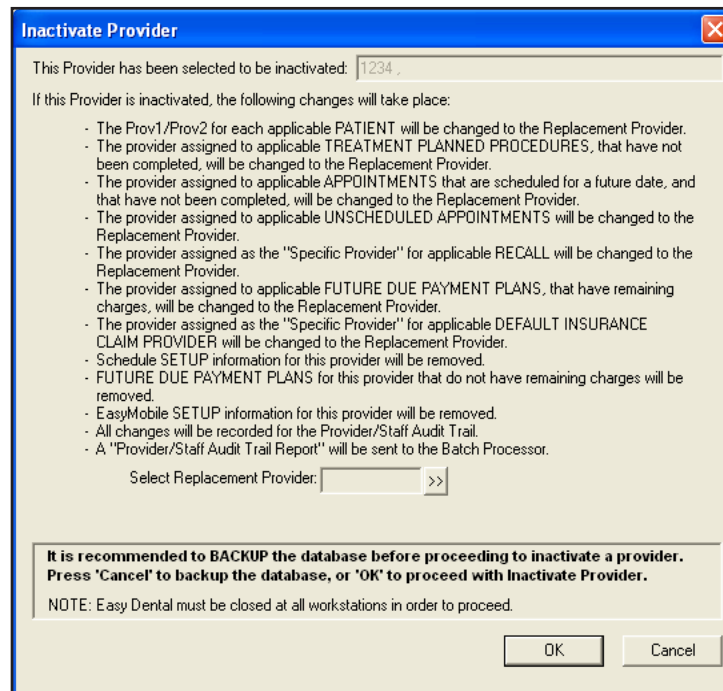 Inactivate Provider
This Provider has been selected to be inactivated: 1234 ,
If this Provider is inactivated, the following changes will take place:
- The Prov1/Prov2 for each applicable PATIENT will be changed to the Replacement Provider.
- The provider assigned to applicable TREATMENT PLANNED PROCEDURES, that have not
been completed, will be changed to the Replacement Provider.
- The provider assigned to applicable APPOINTMENTS that are scheduled for a future date, and
that have not been completed, will be changed to the Replacement Provider.
- The provider assigned to applicable UNSCHEDULED APPOINTMENTS will be changed to the
Replacement Provider.
- The provider assigned as the "Specific Provider" for applicable RECALL will be changed to the
Replacement Provider.
- The provider assigned to applicable FUTURE DUE PAYMENT PLANS, that have remaining
charges, will be changed to the Replacement Provider.
- The provider assigned as the "Specific Provider" for applicable DEFAULT INSURANCE
CLAIM PROVIDER will be changed to the Replacement Provider.
- Schedule SETUP information for this provider will be removed.
- FUTURE DUE PAYMENT PLANS for this provider that do not have remaining charges will be
removed.
- EasyMobile SETUP information for this provider will be removed.
- All changes will be recorded for the Provider/Staff Audit Trail.
- A "Provider/Staff Audit Trail Report" will be sent to the Batch Processor.
Select Replacement Provider: >>
It is recommended to BACKUP the database before proceeding to inactivate a provider.
Press 'Cancel' to backup the database, or 'OK' to proceed with Inactivate Provider.
NOTE: Easy Dental must be closed at all workstations in order to proceed.
OK Cancel